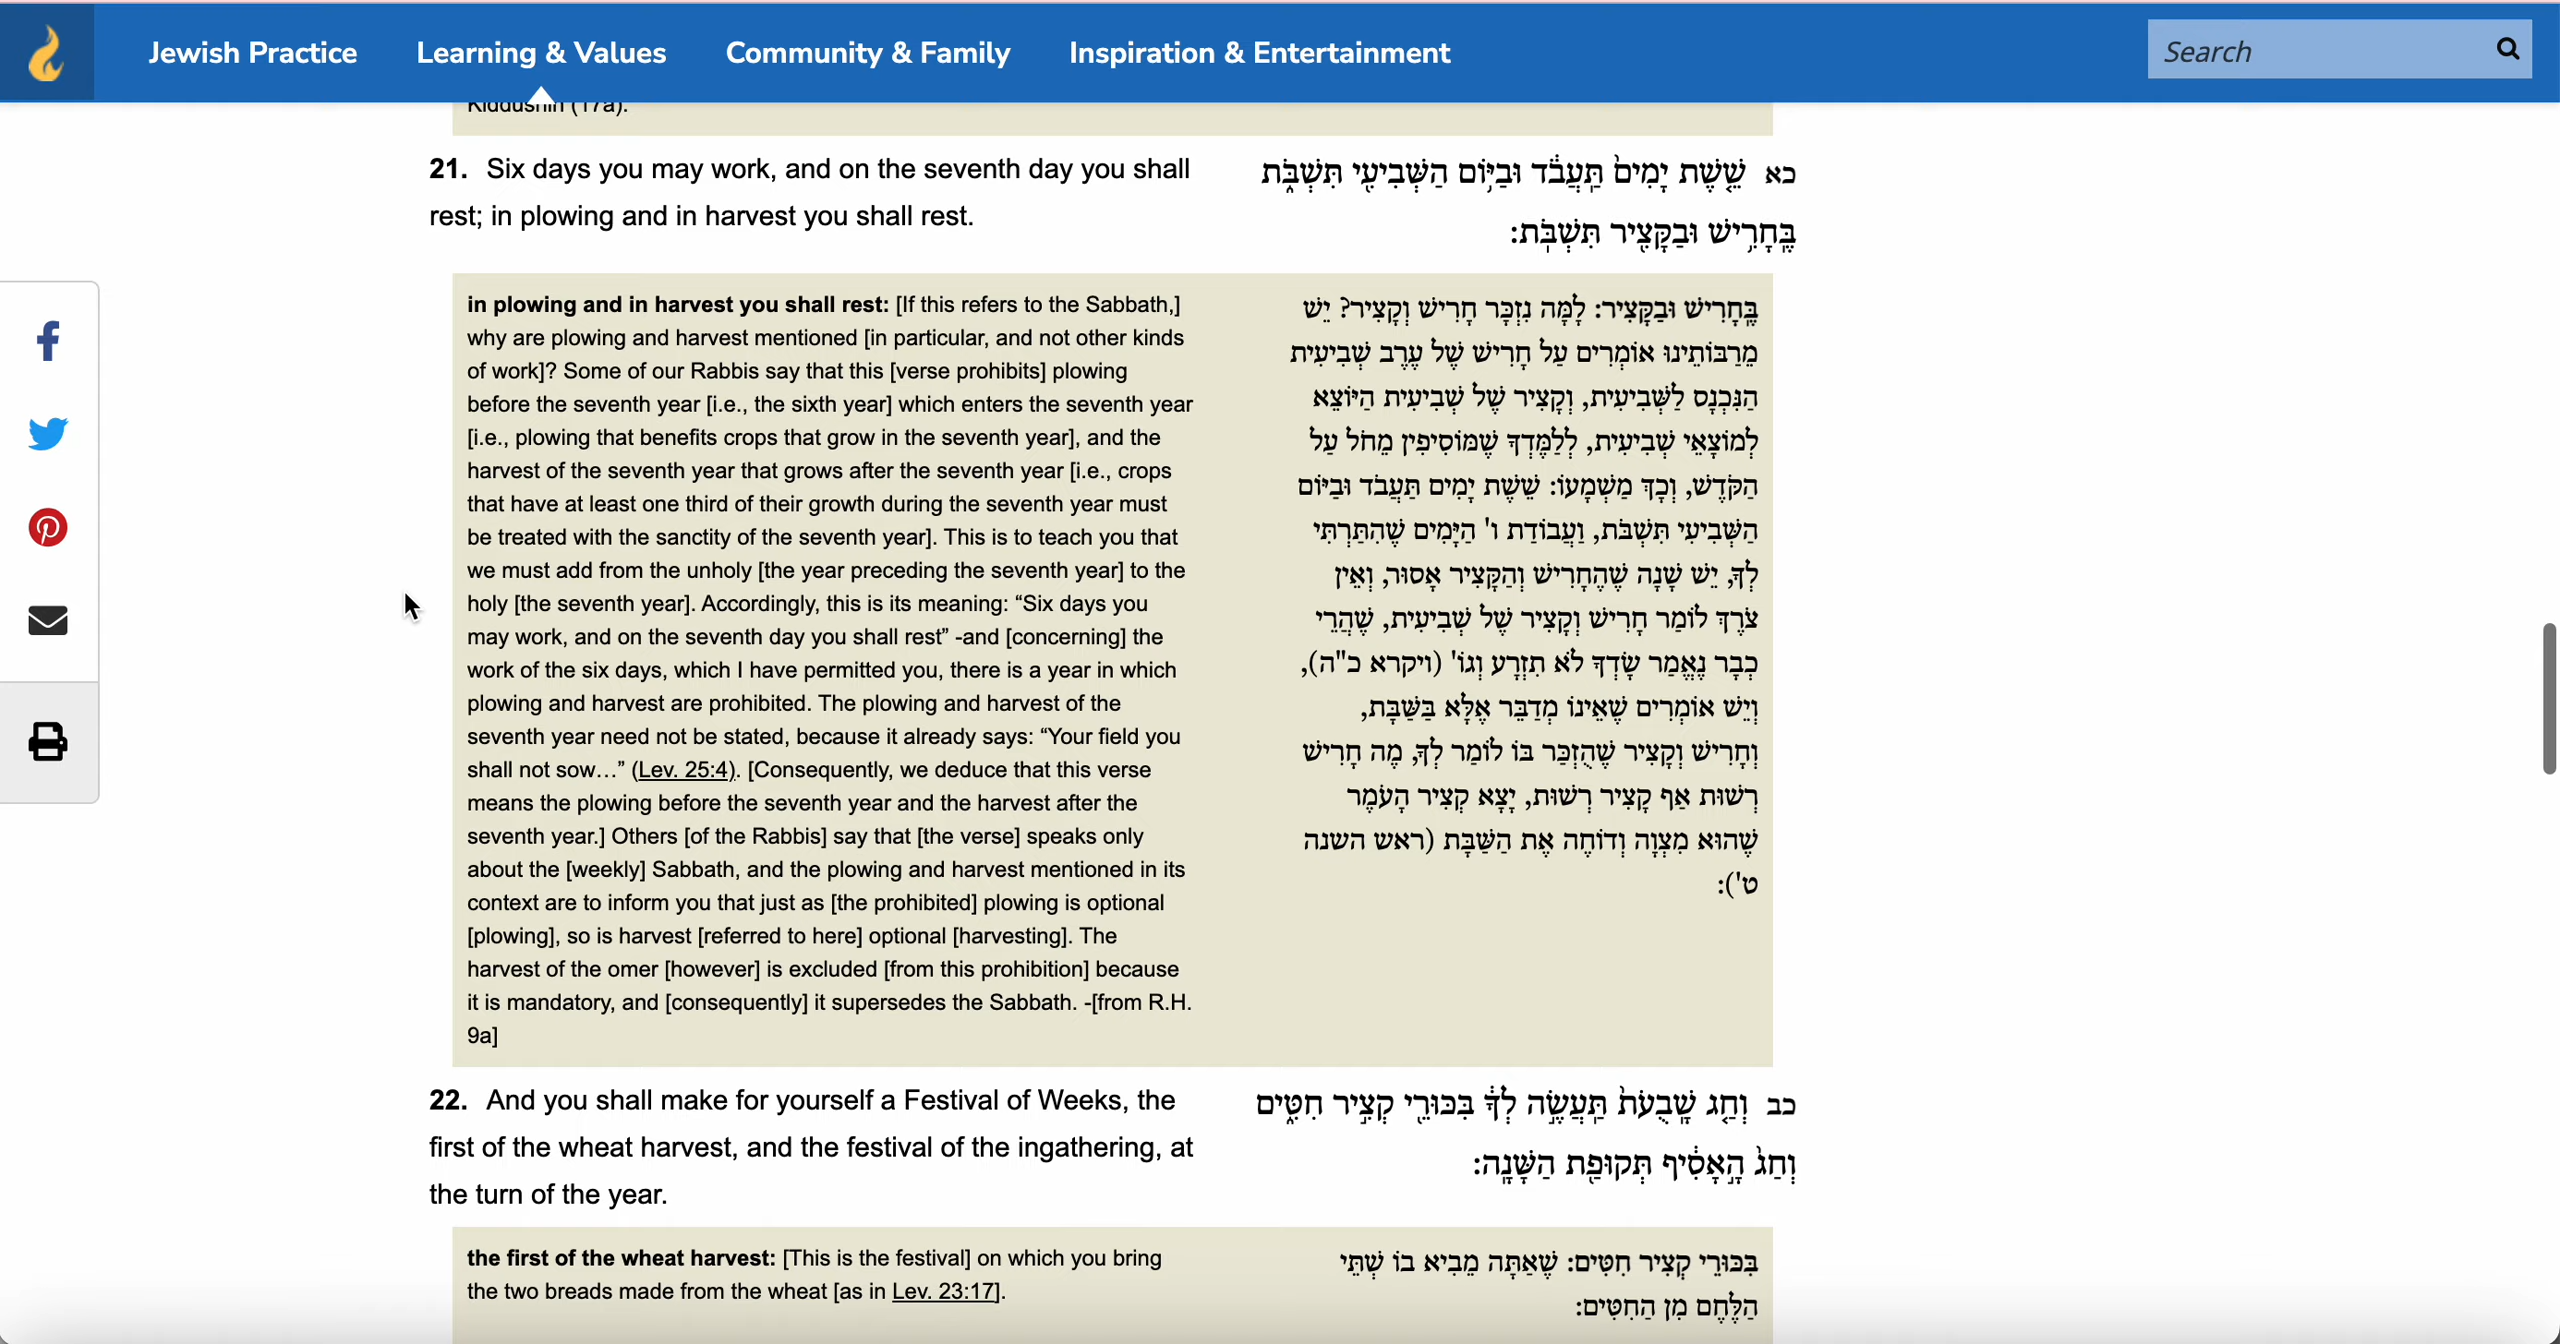 Jewish Practice Learning & Values Community & Family Inspiration & Entertainment Search
Kiddushin (17a).
21. Six days you may work, and on the seventh day you shall
rest; in plowing and in harvest you shall rest.
כא שֵׁ֤שֶׁת יָמִים֙ תַּֽעֲבֹ֔ד וּבַיּ֥וֹם הַשְּׁבִיעִ֖י תִּשְׁבֹּ֑ת
בֶּֽחָרִ֥ישׁ וּבַקָּצִ֖יר תִּשְׁבֹּֽת:
in plowing and in harvest you shall rest: [If this refers to the Sabbath,]
why are plowing and harvest mentioned [in particular, and not other kinds
of work]? Some of our Rabbis say that this [verse prohibits] plowing
before the seventh year [i.e., the sixth year] which enters the seventh year
[i.e., plowing that benefits crops that grow in the seventh year], and the
harvest of the seventh year that grows after the seventh year [i.e., crops
that have at least one third of their growth during the seventh year must
be treated with the sanctity of the seventh year]. This is to teach you that
we must add from the unholy [the year preceding the seventh year] to the
holy [the seventh year]. Accordingly, this is its meaning: “Six days you
may work, and on the seventh day you shall rest” -and [concerning] the
work of the six days, which I have permitted you, there is a year in which
plowing and harvest are prohibited. The plowing and harvest of the
seventh year need not be stated, because it already says: “Your field you
shall not sow…” (Lev. 25:4). [Consequently, we deduce that this verse
means the plowing before the seventh year and the harvest after the
seventh year.] Others [of the Rabbis] say that [the verse] speaks only
about the [weekly] Sabbath, and the plowing and harvest mentioned in its
context are to inform you that just as [the prohibited] plowing is optional
[plowing], so is harvest [referred to here] optional [harvesting]. The
harvest of the omer [however] is excluded [from this prohibition] because
it is mandatory, and [consequently] it supersedes the Sabbath. -[from R.H.
9a]
בֶּֽחָרִישׁ וּבַקָּצִיר: לָמָּה נִזְכָּר חָרִישׁ וְקָצִיר? יֵשׁ
מֵרַבּוֹתֵינוּ אוֹמְרִים עַל חָרִישׁ שֶׁל עֶרֶב שְׁבִיעִית
הַנִּכְנָס לַשְּׁבִיעִית, וְקָצִיר שֶׁל שְׁבִיעִית הַיּוֹצֵא
לְמוֹצָאֵי שְׁבִיעִית, לְלַמֶּדְךָ שֶׁמּוֹסִיפִין מֵחֹל עַל
הַקֹּדֶשׁ, וְכָךְ מַשְׁמָעוֹ: שֵׁשֶׁת יָמִים תַּעֲבֹד וּבַיּוֹם
הַשְּׁבִיעִי תִּשְׁבֹּת, וַעֲבוֹדַת ו' הַיָּמִים שֶׁהִתַּרְתִּי
לְךָ, יֵשׁ שָׁנָה שֶׁהֶחָרִישׁ וְהַקָּצִיר אָסוּר, וְאֵין
צֹרֶךְ לוֹמַר חָרִישׁ וְקָצִיר שֶׁל שְׁבִיעִית, שֶׁהֲרֵי
כְבָר נֶאֱמַר שָׂדְךָ לֹא תִזְרָע וְגוֹ' (ויקרא כ"ה),
וְיֵשׁ אוֹמְרִים שֶׁאֵינוֹ מְדַבֵּר אֶלָּא בַּשַּׁבָּת,
וְחָרִישׁ וְקָצִיר שֶׁהֻזְכַּר בּוֹ לוֹמַר לְךָ, מֶה חָרִישׁ
רְשׁוּת אַף קָצִיר רְשׁוּת, יָצָא קְצִיר הָעֹמֶר
שֶׁהוּא מִצְוָה וְדוֹחֶה אֶת הַשַּׁבָּת (ראש השנה
ט'):
22. And you shall make for yourself a Festival of Weeks, the
first of the wheat harvest, and the festival of the ingathering, at
the turn of the year.
כב וְחַ֤ג שָֽׁבֻעֹת֙ תַּֽעֲשֶׂ֣ה לְךָ֔ בִּכּוּרֵ֖י קְצִ֣יר חִטִּ֑ים
וְחַג֙ הָֽאָסִ֔יף תְּקוּפַ֖ת הַשָּׁנָֽה:
the first of the wheat harvest: [This is the festival] on which you bring
the two breads made from the wheat [as in Lev. 23:17].
בִּכּוּרֵי קְצִיר חִטִּים: שֶׁאַתָּה מֵבִיא בוֹ שְׁתֵּי
הַלֶּחֶם מִן הַחִטִּים: